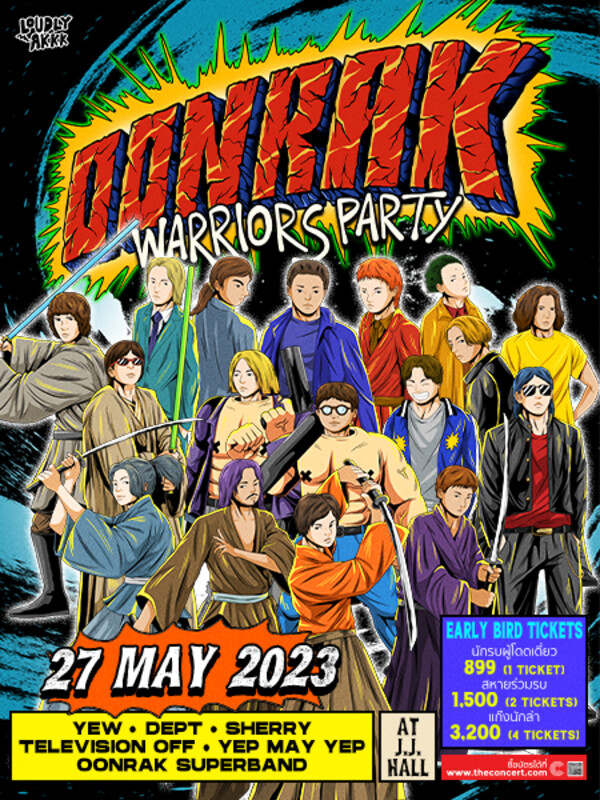 LOUDLY
AKKK
OONRAK
WARRIORS PARTY
27 MAY 2023
YEW • DEPT • SHERRY
TELEVISION OFF • YEP MAY YEP
OONRAK SUPERBAND
AT
J.J.
HALL
EARLY BIRD TICKETS
นักรบผู้โดดเดี่ยว
899 (1 TICKET)
สหายร่วมรบ
1,500 (2 TICKETS)
แก๊งนักล่า
3,200 (4 TICKETS)
ซื้อบัตรได้ที่
www.theconcert.com